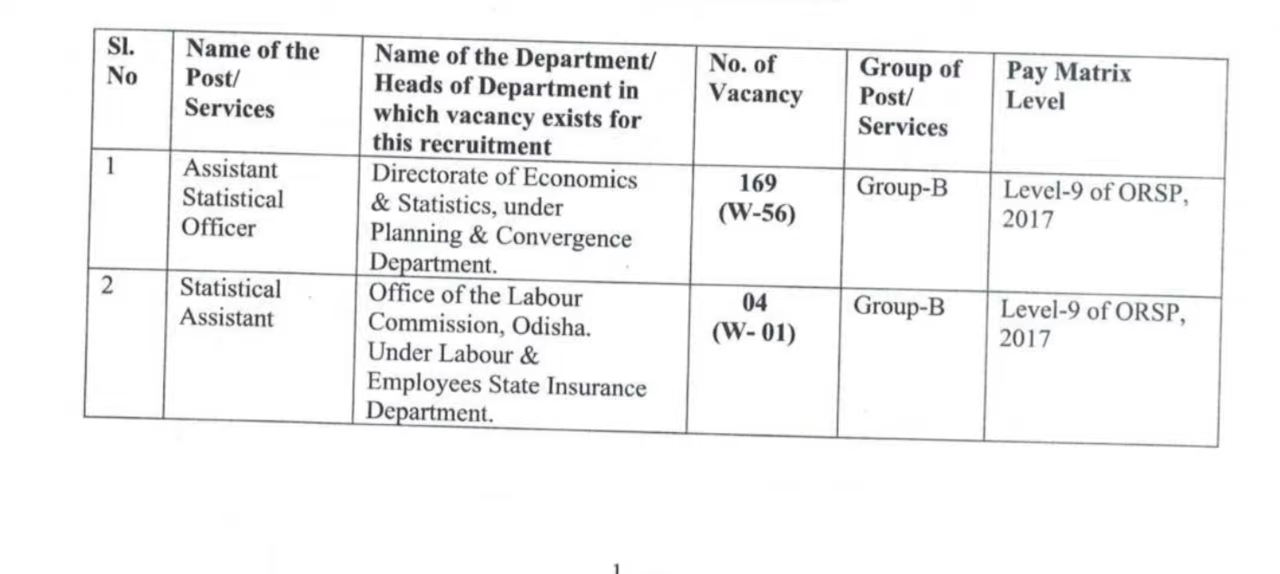 Sl.
No
Name of the
Post/
Services
Name of the Department/
Heads of Department in
which vacancy exists for
this recruitment
No. of
Vacancy
Group of
Post/
Services
Pay Matrix
Level
1
Assistant
Statistical
Officer
Directorate of Economics
& Statistics, under
Planning & Convergence
Department.
169
(W-56)
Group-B
Level-9 of ORSP,
2017
2
Statistical
Assistant
Office of the Labour
Commission, Odisha.
Under Labour &
Employees State Insurance
Department.
04
(W- 01)
Group-B
Level-9 of ORSP,
2017
1